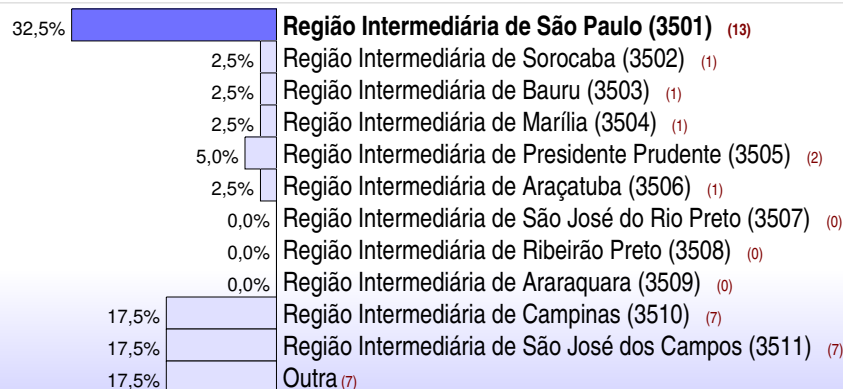 32,5% Região Intermediária de São Paulo (3501) (13)
2,5% Região Intermediária de Sorocaba (3502) (1)
2,5% Região Intermediária de Bauru (3503) (1)
2,5% Região Intermediária de Marília (3504) (1)
5,0% Região Intermediária de Presidente Prudente (3505) (2)
2,5% Região Intermediária de Araçatuba (3506) (1)
0,0% Região Intermediária de São José do Rio Preto (3507) (0)
0,0% Região Intermediária de Ribeirão Preto (3508) (0)
0,0% Região Intermediária de Araraquara (3509) (0)
17,5% Região Intermediária de Campinas (3510) (7)
17,5% Região Intermediária de São José dos Campos (3511) (7)
17,5% Outra (7)